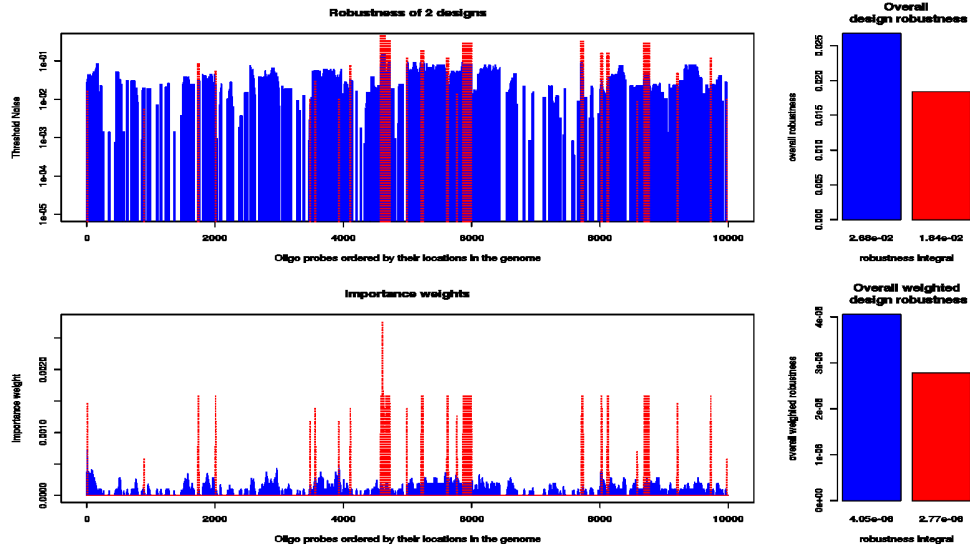 Robustness of 2 designs
Threshold Noise
1e-01
1e-02
1e-03
1e-04
1e-05
0
2000
4000
6000
8000
10000
Oligo probes ordered by their locations in the genome
Overall
design robustness
overall robustness
0.025
0.020
0.015
0.010
0.005
0.000
2.68e-02
1.84e-02
robustness integral
Importance weights
Importance weight
0.0020
0.0010
0.0000
0
2000
4000
6000
8000
10000
Oligo probes ordered by their locations in the genome
Overall weighted
design robustness
overall weighted robustness
4e-06
3e-06
2e-06
1e-06
0e+00
4.05e-06
2.77e-06
robustness integral